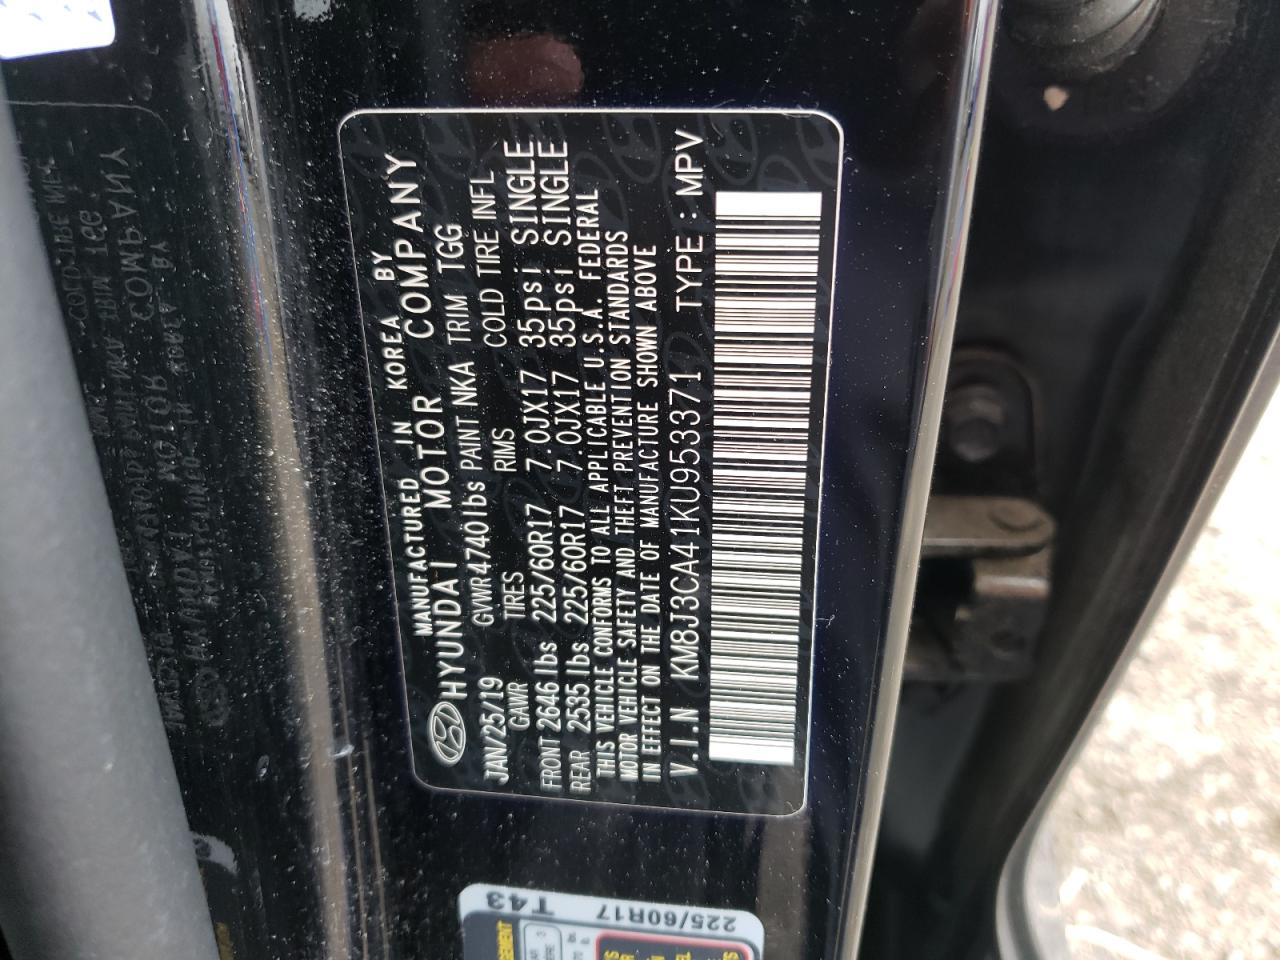 MANUFACTURED IN KOREA BY
HYUNDAI MOTOR COMPANY
JAN/25/19 GVWR 4740lbs PAINT NKA TRIM TGG
GAWR TIRES RIMS COLD TIRE INFL
FRONT 2646 lbs 225/60R17 7.0JX17 35psi SINGLE
REAR 2535 lbs 225/60R17 7.0JX17 35psi SINGLE
THIS VEHICLE CONFORMS TO ALL APPLICABLE U.S.A. FEDERAL
MOTOR VEHICLE SAFETY AND THEFT PREVENTION STANDARDS
IN EFFECT ON THE DATE OF MANUFACTURE SHOWN ABOVE
V.I.N KM8J3CA41KU953371 TYPE : MPV
225/60R17 T43